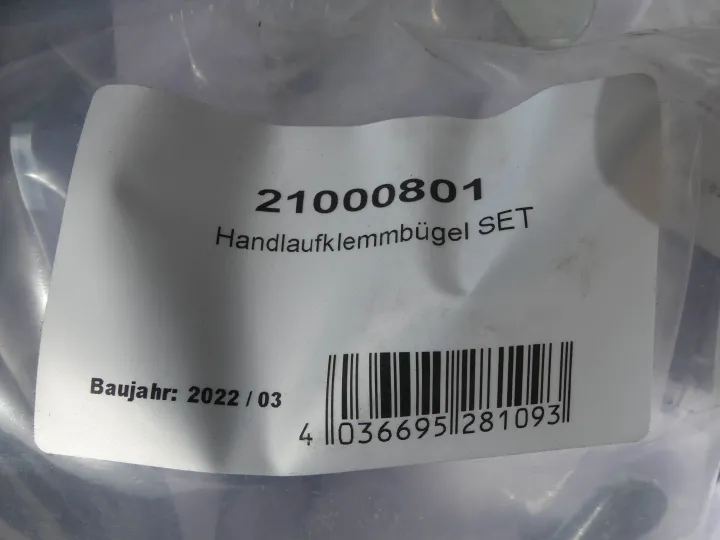 21000801
Handlaufklemmbügel SET
Baujahr: 2022 / 03
4 036695 281093